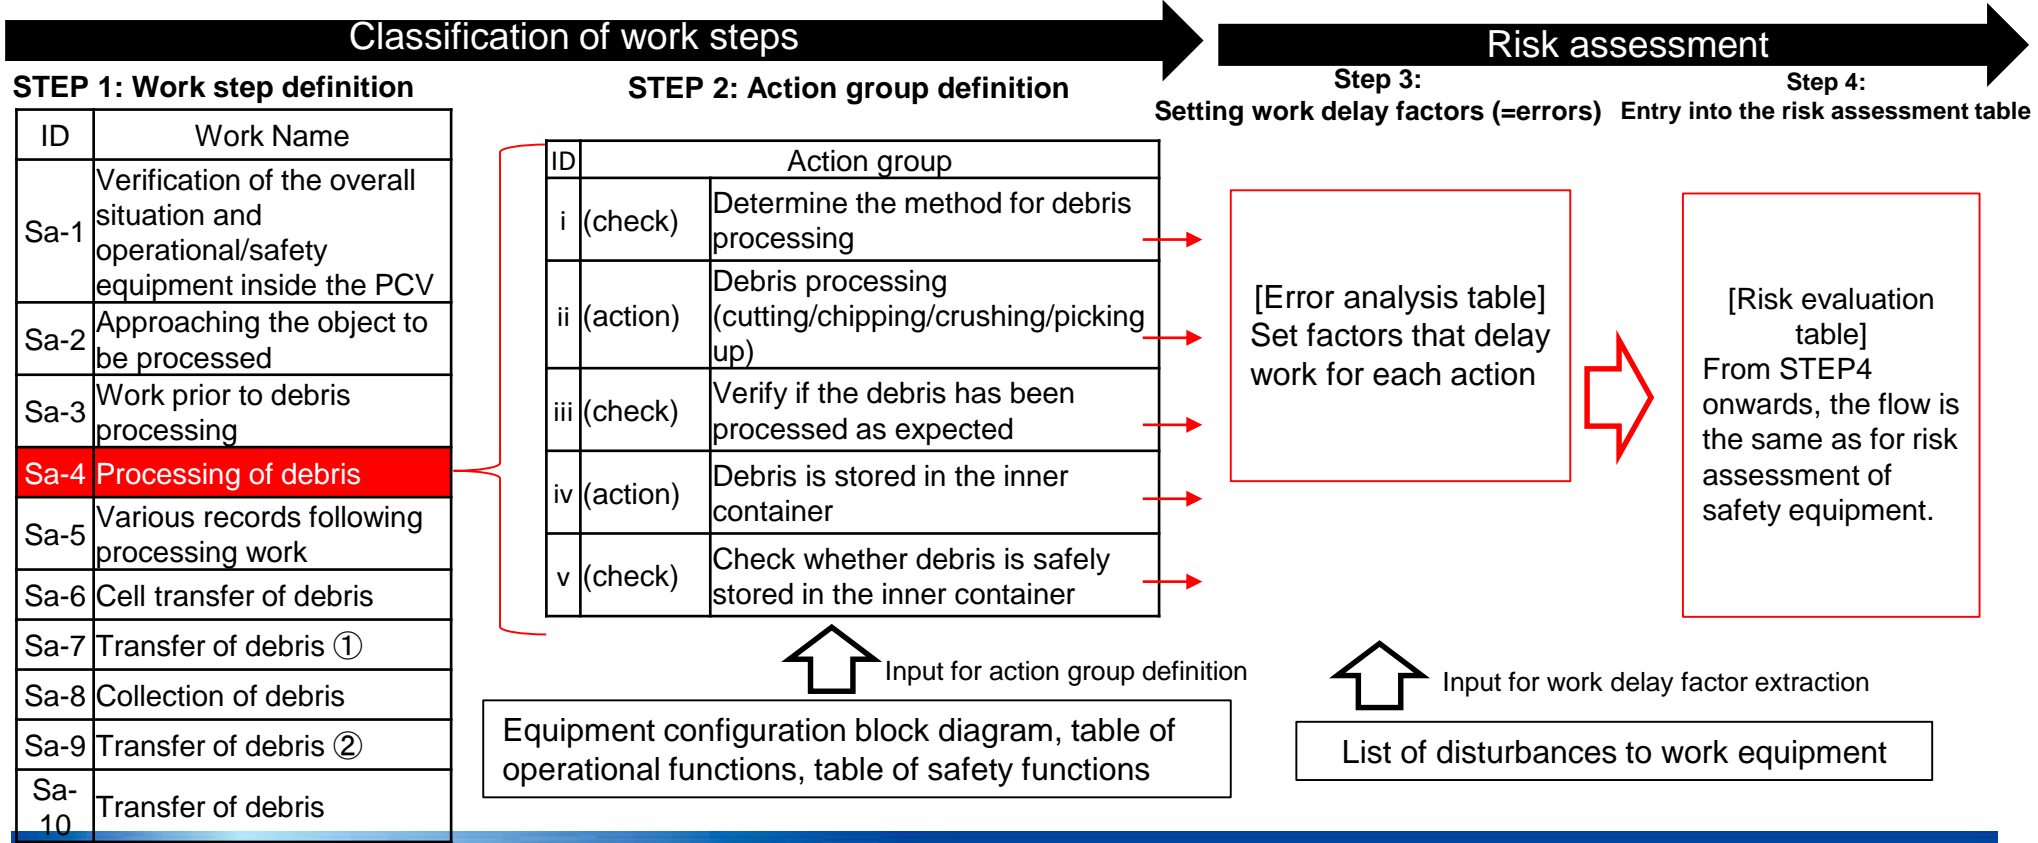 Classification of work steps
Risk assessment
STEP 1: Work step definition
ID
Work Name
Sa-1
Verification of the overall
situation and
operational/safety
equipment inside the PCV
Sa-2
Approaching the object to
be processed
Sa-3
Work prior to debris
processing
Sa-4
Processing of debris
Sa-5
Various records following
processing work
Sa-6
Cell transfer of debris
Sa-7
Transfer of debris ①
Sa-8
Collection of debris
Sa-9
Transfer of debris ②
Sa-
10
Transfer of debris
STEP 2: Action group definition
ID
Action group
i
(check)
Determine the method for debris
processing
ii
(action)
Debris processing
(cutting/chipping/crushing/picking
up)
iii
(check)
Verify if the debris has been
processed as expected
iv
(action)
Debris is stored in the inner
container
v
(check)
Check whether debris is safely
stored in the inner container
Input for action group definition
Equipment configuration block diagram, table of
operational functions, table of safety functions
Step 3:
Setting work delay factors (=errors)
[Error analysis table]
Set factors that delay
work for each action
Input for work delay factor extraction
List of disturbances to work equipment
Step 4:
Entry into the risk assessment table
[Risk evaluation
table]
From STEP4
onwards, the flow is
the same as for risk
assessment of
safety equipment.